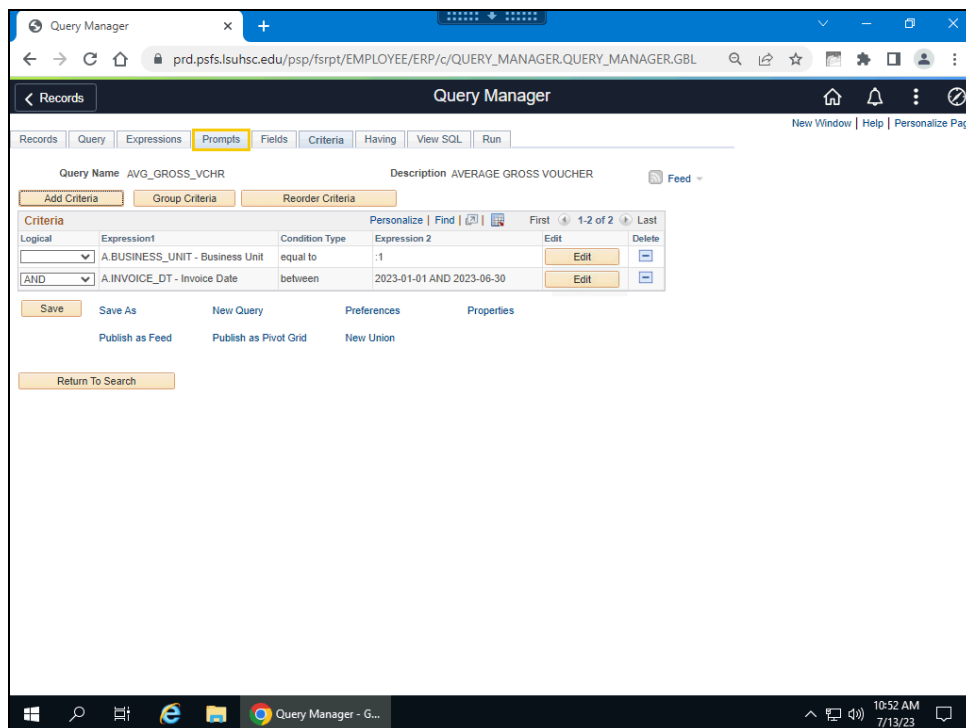 Query Manager
prd.psfs.lsuhsc.edu/psp/fsrpt/EMPLOYEE/ERP/c/QUERY_MANAGER.QUERY_MANAGER.GBL
Records Query Manager
New Window | Help | Personalize Pag
Records Query Expressions Prompts Fields Criteria Having View SQL Run
Query Name AVG_GROSS_VCHR Description AVERAGE GROSS VOUCHER Feed
Add Criteria Group Criteria Reorder Criteria
Criteria Personalize | Find | First 1-2 of 2 Last
Logical Expression1 Condition Type Expression 2 Edit Delete
A.BUSINESS_UNIT - Business Unit equal to :1 Edit
AND A.INVOICE_DT - Invoice Date between 2023-01-01 AND 2023-06-30 Edit
Save Save As New Query Preferences Properties
Publish as Feed Publish as Pivot Grid New Union
Return To Search
Query Manager - G...
10:52 AM
7/13/23